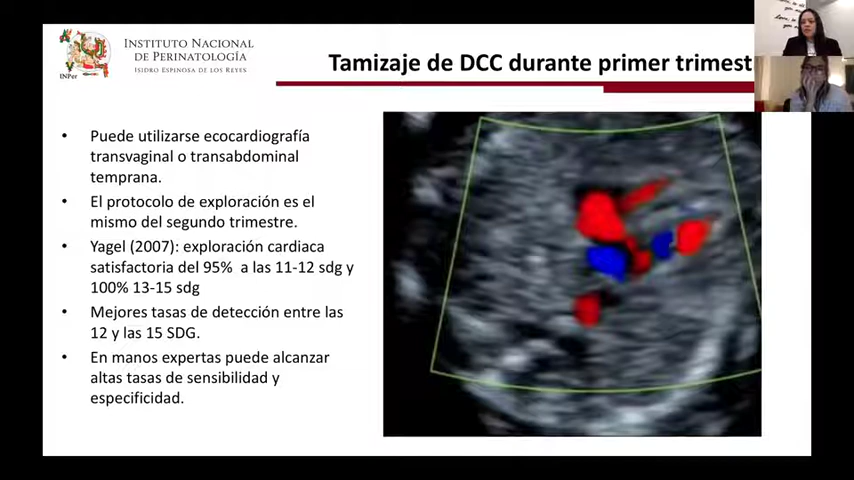 INSTITUTO NACIONAL
DE PERINATOLOGÍA
ISIDRO ESPINOSA DE LOS REYES
INPer
Tamizaje de DCC durante primer trimest
• Puede utilizarse ecocardiografía
transvaginal o transabdominal
temprana.
• El protocolo de exploración es el
mismo del segundo trimestre.
• Yagel (2007): exploración cardiaca
satisfactoria del 95% a las 11-12 sdg y
100% 13-15 sdg
• Mejores tasas de detección entre las
12 y las 15 SDG.
• En manos expertas puede alcanzar
altas tasas de sensibilidad y
especificidad.